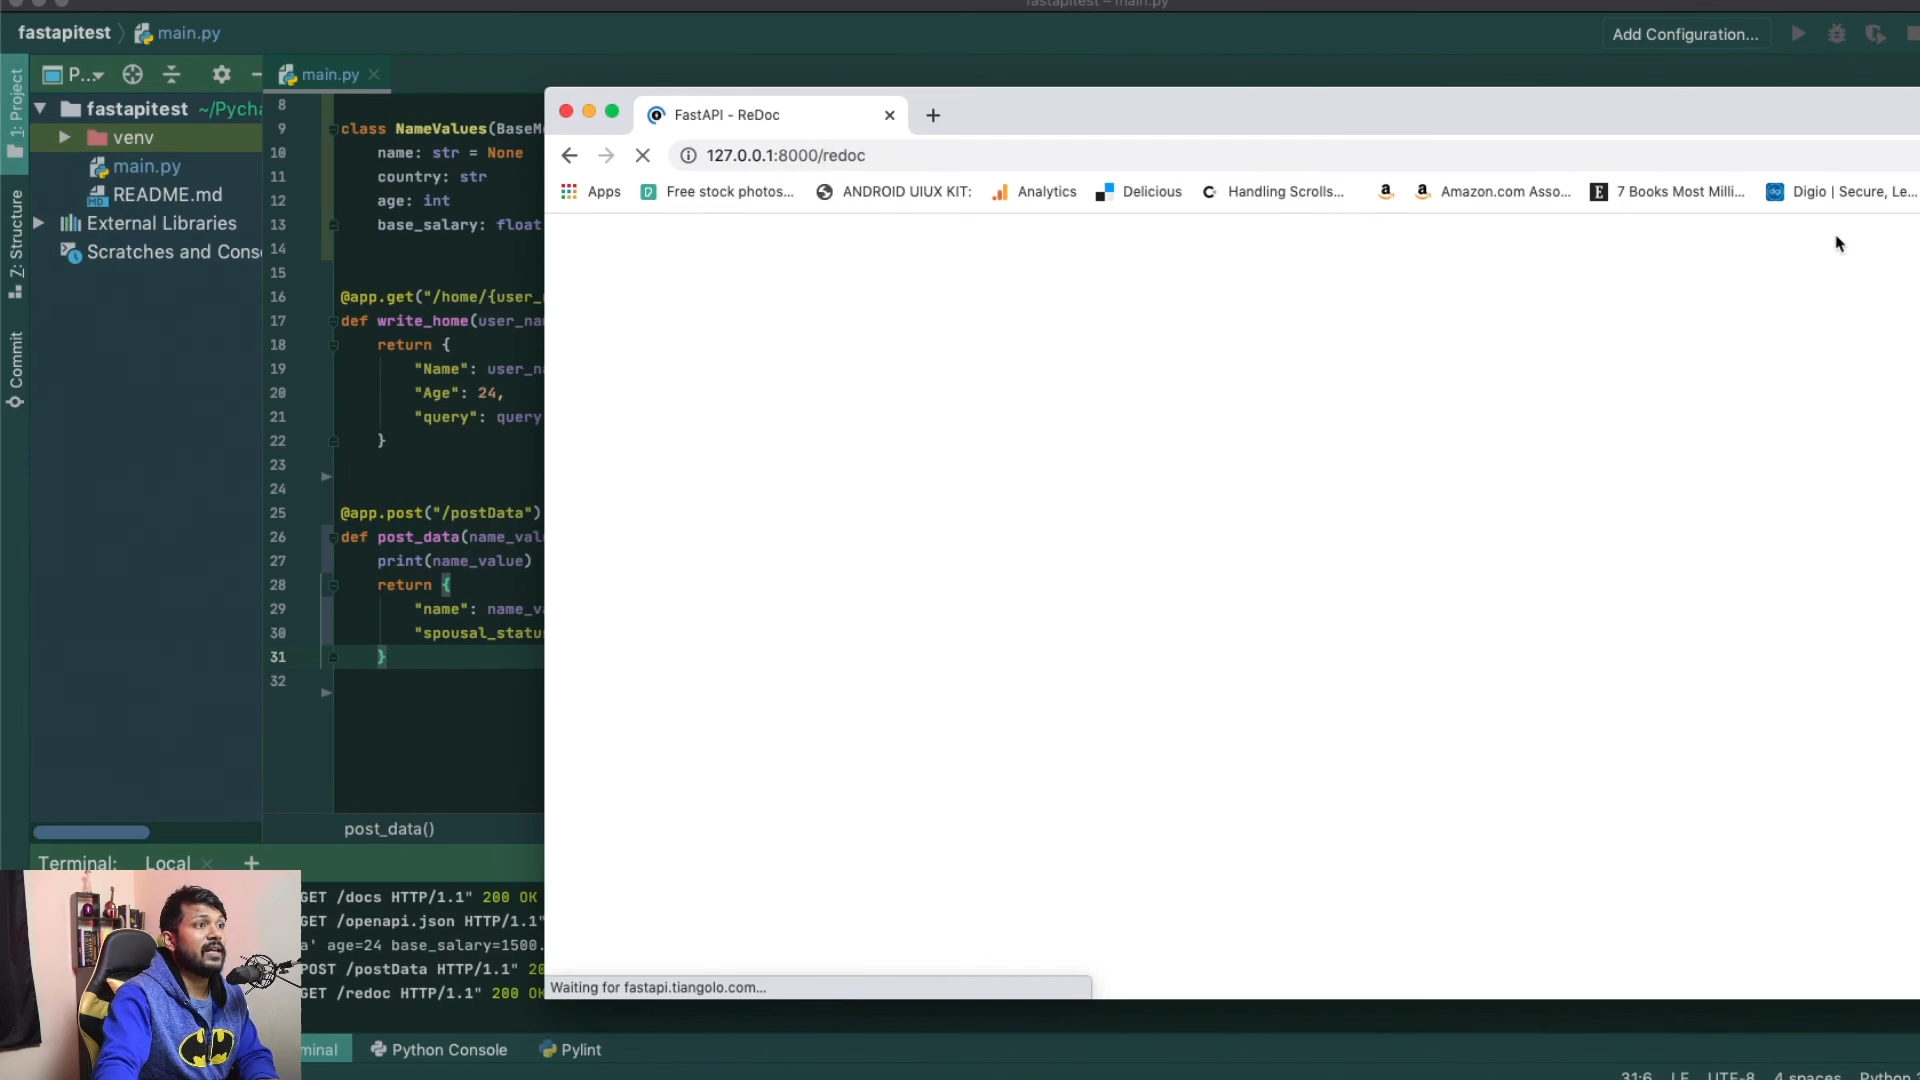 fastapitest – main.py
fastapitest
main.py
Add Configuration...
1: Project
Z: Structure
Commit
P...
fastapitest ~/Pych
venv
main.py
README.md
External Libraries
Scratches and Cons
main.py
8
9 class NameValues(BaseM
10 name: str = None
11 country: str
12 age: int
13 base_salary: float
14
15
16 @app.get("/home/{user_
17 def write_home(user_na
18 return {
19 "Name": user_n
20 "Age": 24,
21 "query": query
22 }
23
24
25 @app.post("/postData")
26 def post_data(name_val
27 print(name_value)
28 return {
29 "name": name_v
30 "spousal_statu
31 }
32
post_data()
FastAPI - ReDoc
127.0.0.1:8000/redoc
Apps
Free stock photos...
ANDROID UIUX KIT:
Analytics
Delicious
Handling Scrolls...
Amazon.com Asso...
7 Books Most Milli...
Digio | Secure, Le...
Waiting for fastapi.tiangolo.com...
Terminal: Local
GET /docs HTTP/1.1" 200 OK
GET /openapi.json HTTP/1.1"
a' age=24 base_salary=1500.
POST /postData HTTP/1.1" 20
GET /redoc HTTP/1.1" 200 OK
minal
Python Console
Pylint
31:6 LF UTF-8 4 spaces Python